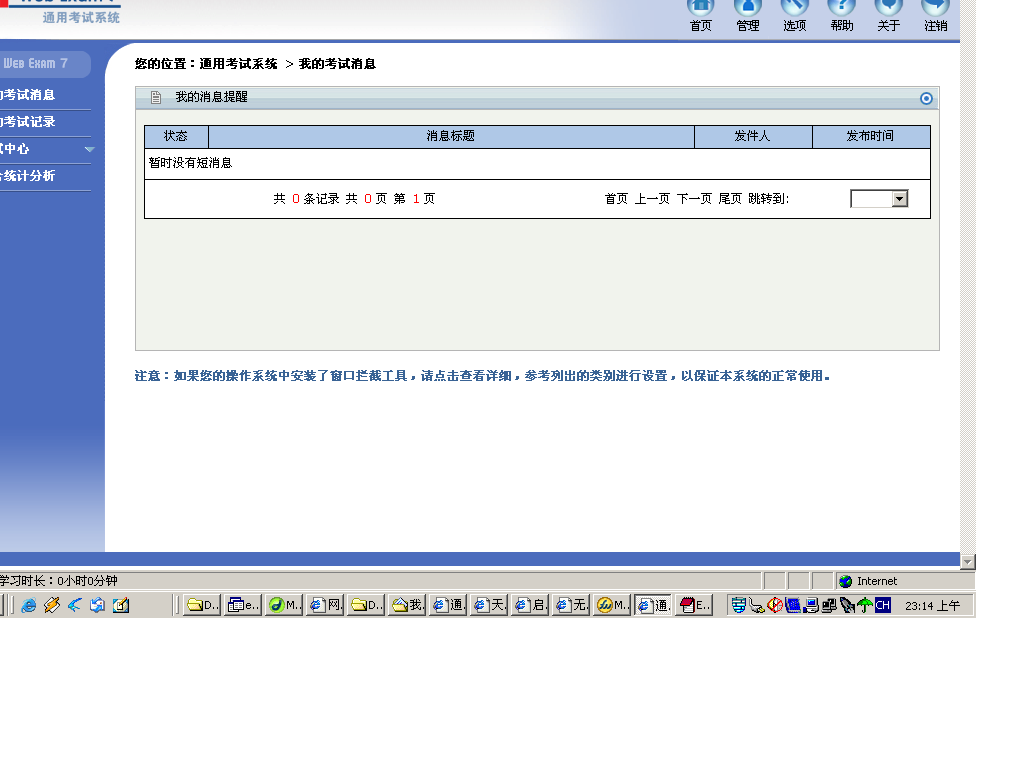 通用考试系统
首页 管理 选项 帮助 关于 注销
Web Exam 7
考试消息
考试记录
中心
统计分析
您的位置：通用考试系统 > 我的考试消息
我的消息提醒
状态 消息标题 发件人 发布时间
暂时没有短消息
共 0 条记录 共 0 页 第 1 页 首页 上一页 下一页 尾页 跳转到:
注意：如果您的操作系统中安装了窗口拦截工具，请点击查看详细，参考列出的类别进行设置，以保证本系统的正常使用。
学习时长：0小时0分钟 Internet
D.. e.. M.. 网. D.. 我. 通. 天. 启. 无. M.. 通. E.. CH 23:14 上午